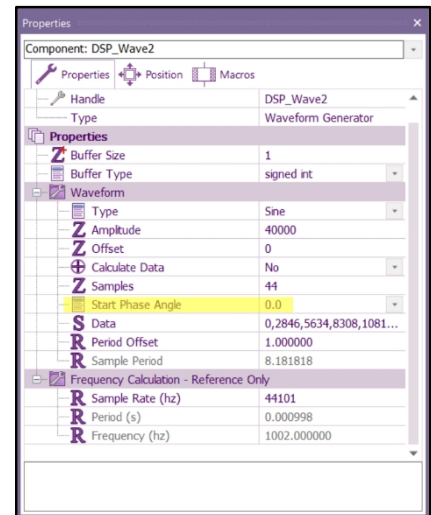 Properties
Component: DSP_Wave2
Properties Position Macros
Handle DSP_Wave2
Type Waveform Generator
Properties
Buffer Size 1
Buffer Type signed int
Waveform
Type Sine
Amplitude 40000
Offset 0
Calculate Data No
Samples 44
Start Phase Angle 0.0
Data 0,2846,5634,8308,1081...
Period Offset 1.000000
Sample Period 8.181818
Frequency Calculation - Reference Only
Sample Rate (hz) 44101
Period (s) 0.000998
Frequency (hz) 1002.000000